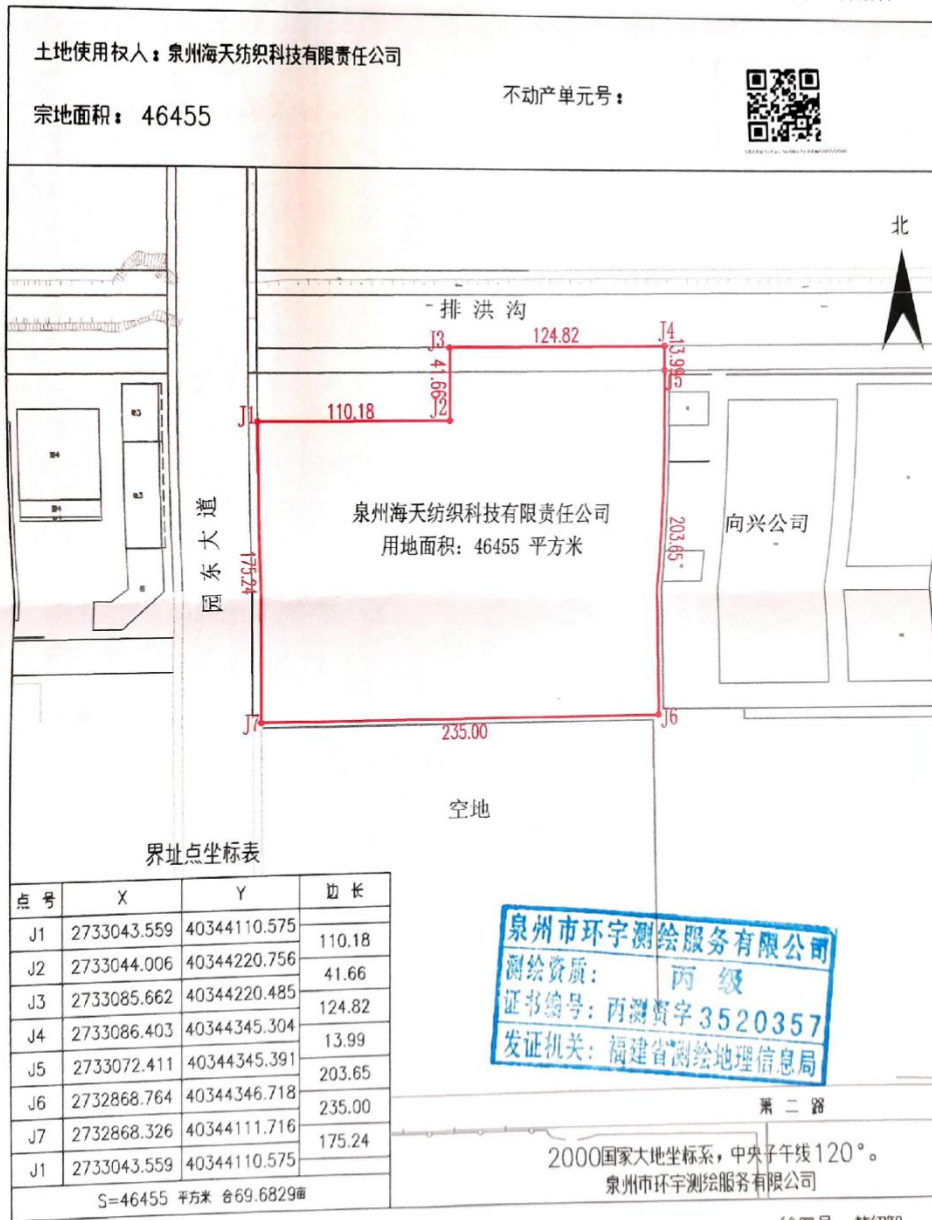 土地使用权人：泉州海天纺织科技有限责任公司
宗地面积： 46455
不动产单元号：
北
排洪沟
J3
124.82
J4
13.99
J5
41.66
J1
110.18
J2
园东大道
175.24
泉州海天纺织科技有限责任公司
用地面积：46455 平方米
203.65
向兴公司
J7
235.00
J6
空地
界址点坐标表
点号 X Y 边长
J1 2733043.559 40344110.575
110.18
J2 2733044.006 40344220.756
41.66
J3 2733085.662 40344220.485
124.82
J4 2733086.403 40344345.304
13.99
J5 2733072.411 40344345.391
203.65
J6 2732868.764 40344346.718
235.00
J7 2732868.326 40344111.716
175.24
J1 2733043.559 40344110.575
S=46455 平方米 合69.6829亩
泉州市环宇测绘服务有限公司
测绘资质： 丙级
证书编号：丙测资字3520357
发证机关：福建省测绘地理信息局
第二路
2000国家大地坐标系，中央子午线120°。
泉州市环宇测绘服务有限公司